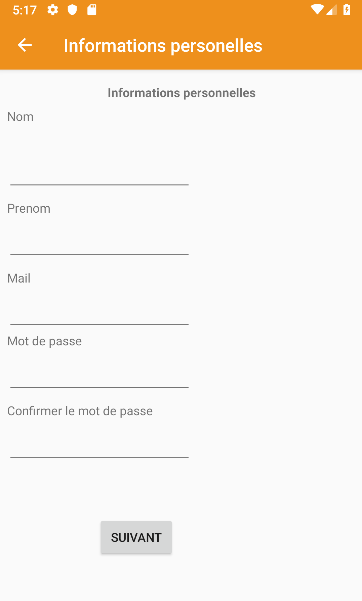 5:17
Informations personelles
Informations personnelles
Nom
Prenom
Mail
Mot de passe
Confirmer le mot de passe
SUIVANT